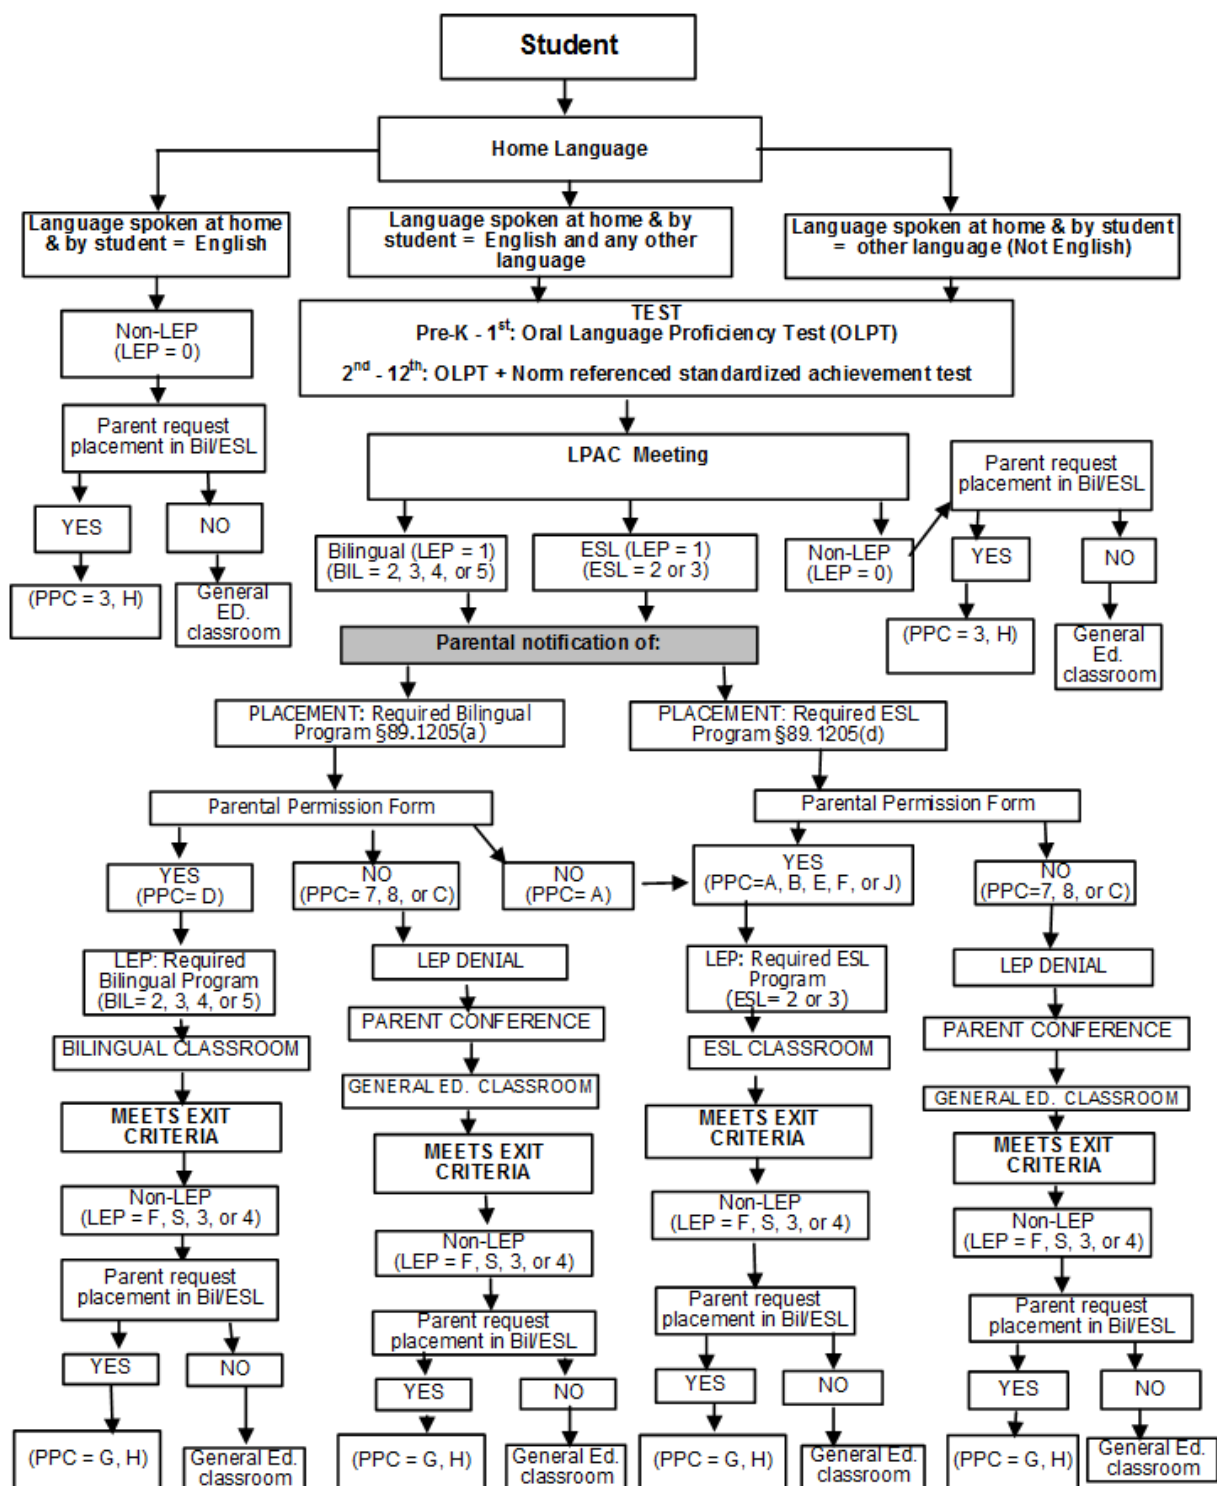 Student
Home Language
Language spoken at home
& by student = English
Language spoken at home & by
student = English and any other
language
Language spoken at home & by student
= other language (Not English)
TEST
Pre-K - 1st: Oral Language Proficiency Test (OLPT)
2nd - 12th: OLPT + Norm referenced standardized achievement test
Non-LEP
(LEP = 0)
Parent request
placement in Bil/ESL
YES
NO
(PPC = 3, H)
General
ED.
classroom
LPAC Meeting
Bilingual (LEP = 1)
(BIL = 2, 3, 4, or 5)
ESL (LEP = 1)
(ESL = 2 or 3)
Non-LEP
(LEP = 0)
Parent request
placement in Bil/ESL
YES
NO
(PPC = 3, H)
General
Ed.
classroom
Parental notification of:
PLACEMENT: Required Bilingual
Program §89.1205(a)
PLACEMENT: Required ESL
Program §89.1205(d)
Parental Permission Form
Parental Permission Form
YES
(PPC= D)
NO
(PPC= 7, 8, or C)
NO
(PPC= A)
YES
(PPC=A, B, E, F, or J)
NO
(PPC=7, 8, or C)
LEP: Required
Bilingual Program
(BIL= 2, 3, 4, or 5)
BILINGUAL CLASSROOM
MEETS EXIT
CRITERIA
Non-LEP
(LEP = F, S, 3, or 4)
Parent request
placement in Bil/ESL
YES
NO
(PPC = G, H)
General Ed.
classroom
LEP DENIAL
PARENT CONFERENCE
GENERAL ED. CLASSROOM
MEETS EXIT
CRITERIA
Non-LEP
(LEP = F, S, 3, or 4)
Parent request
placement in Bil/ESL
YES
NO
(PPC = G, H)
General Ed.
classroom
LEP: Required ESL
Program
(ESL= 2 or 3)
ESL CLASSROOM
MEETS EXIT
CRITERIA
Non-LEP
(LEP = F, S, 3, or 4)
Parent request
placement in Bil/ESL
YES
NO
(PPC = G, H)
General Ed.
classroom
LEP DENIAL
PARENT CONFERENCE
GENERAL ED. CLASSROOM
MEETS EXIT
CRITERIA
Non-LEP
(LEP = F, S, 3, or 4)
Parent request
placement in Bil/ESL
YES
NO
(PPC = G, H)
General Ed.
classroom